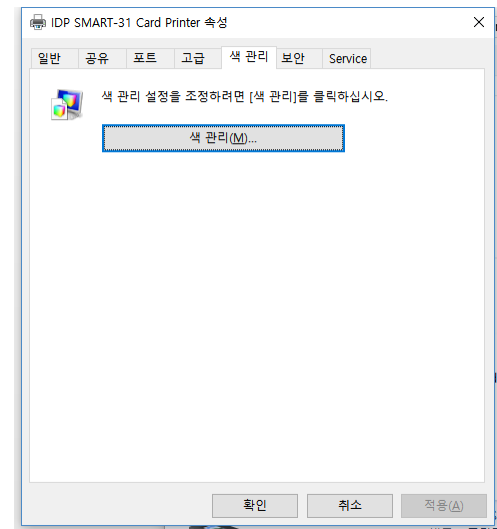 IDP SMART-31 Card Printer 속성
일반 공유 포트 고급 색 관리 보안 Service
색 관리 설정을 조정하려면 [색 관리]를 클릭하십시오.
색 관리(M)...
확인 취소 적용(A)